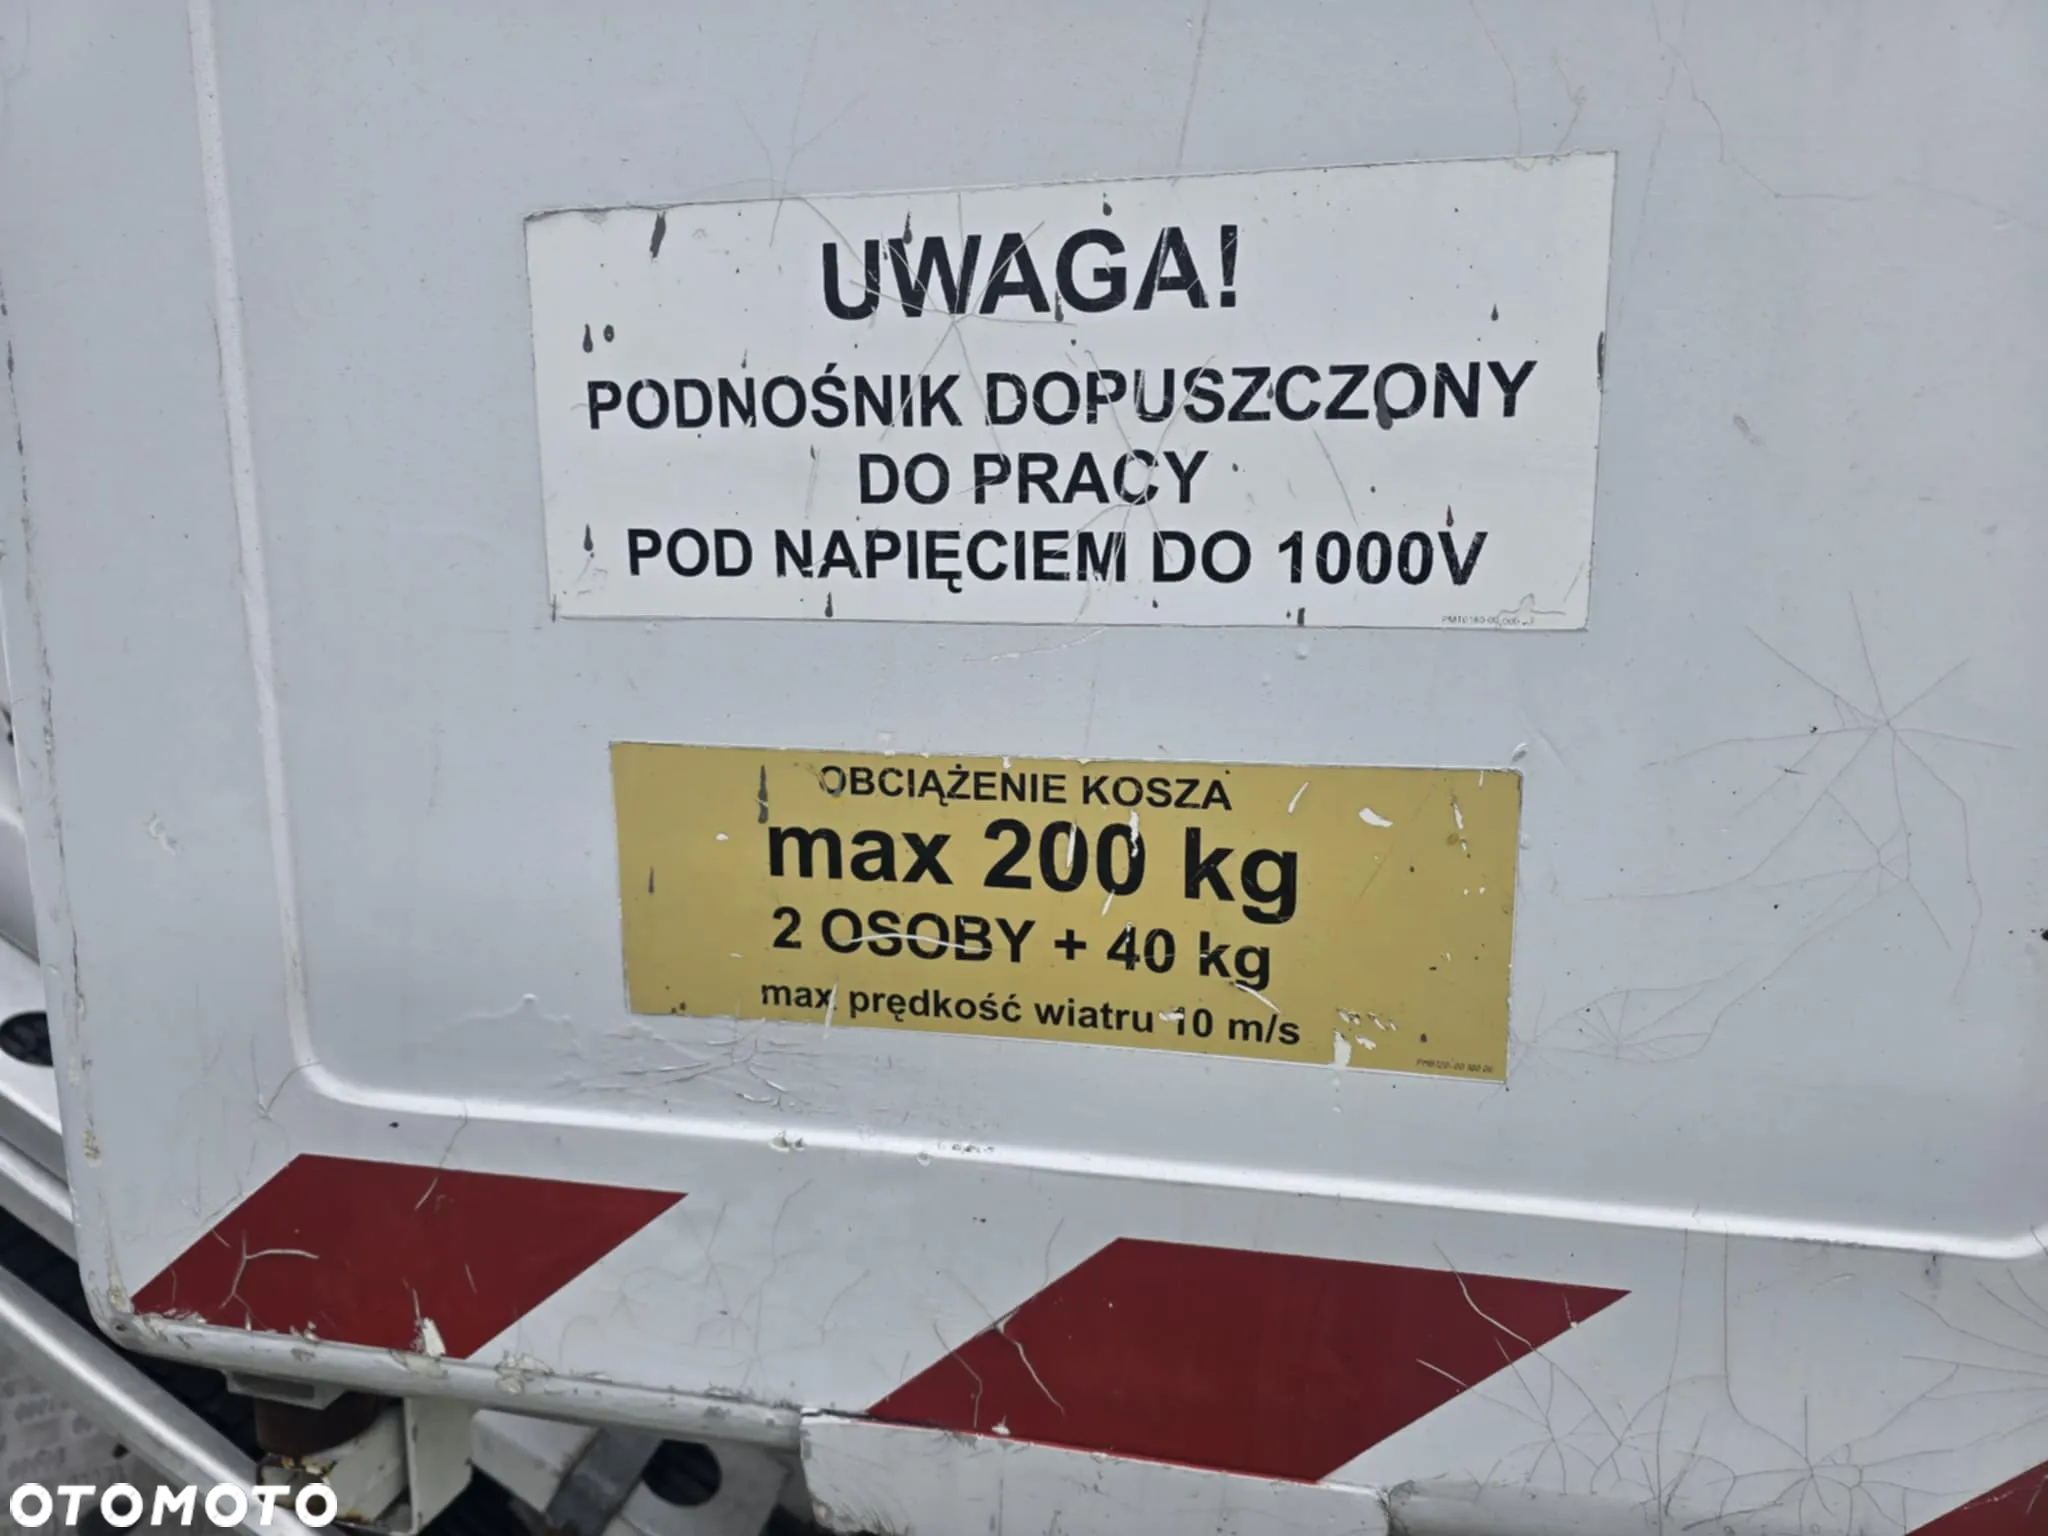 UWAGA!
PODNOŚNIK DOPUSZCZONY
DO PRACY
POD NAPIĘCIEM DO 1000V
OBCIĄŻENIE KOSZA
max 200 kg
2 OSOBY + 40 kg
max prędkość wiatru 10 m/s
OTOMOTO